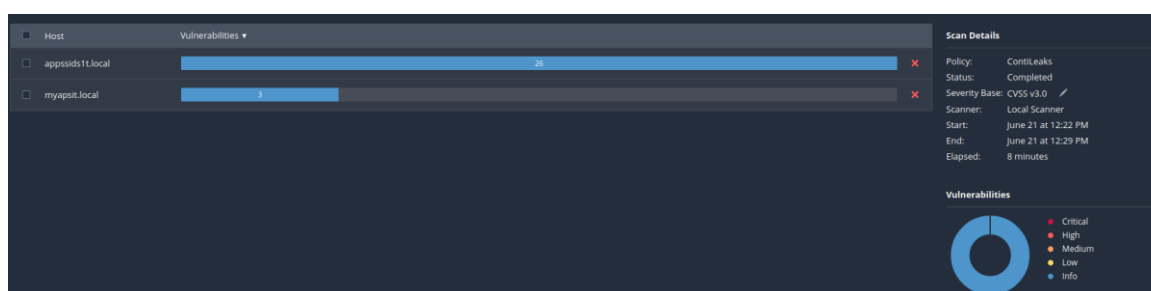 Host Vulnerabilities ▾
appssids1t.local 26
myapsit.local 3
Scan Details
Policy: ContiLeaks
Status: Completed
Severity Base: CVSS v3.0
Scanner: Local Scanner
Start: June 21 at 12:22 PM
End: June 21 at 12:29 PM
Elapsed: 8 minutes
Vulnerabilities
Critical
High
Medium
Low
Info